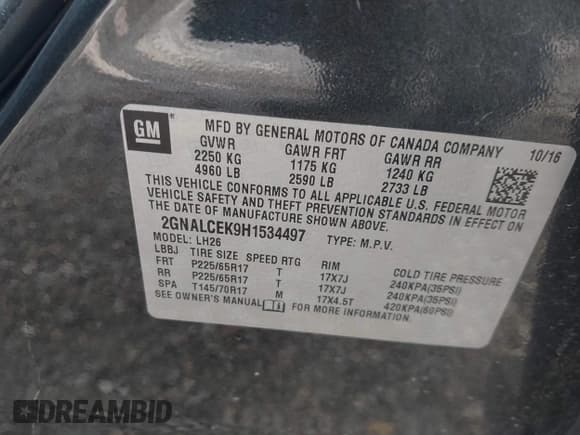 GM
MFD BY GENERAL MOTORS OF CANADA COMPANY 10/16
GVWR GAWR FRT GAWR RR
2250 KG 1175 KG 1240 KG
4960 LB 2590 LB 2733 LB
THIS VEHICLE CONFORMS TO ALL APPLICABLE U.S. FEDERAL MOTOR
VEHICLE SAFETY AND THEFT PREVENTION STANDARDS IN EFFECT ON
THE DATE OF MANUFACTURE SHOWN ABOVE.
2GNALCEK9H1534497 TYPE: M.P.V.
MODEL: LH26
LBBJ TIRE SIZE SPEED RTG RIM COLD TIRE PRESSURE
FRT P225/65R17 T 17X7J 240KPA(35PSI)
RR P225/65R17 T 17X7J 240KPA(35PSI)
SPA T145/70R17 M 17X4.5T 420KPA(60PSI)
SEE OWNER'S MANUAL FOR MORE INFORMATION.
DREAMBID